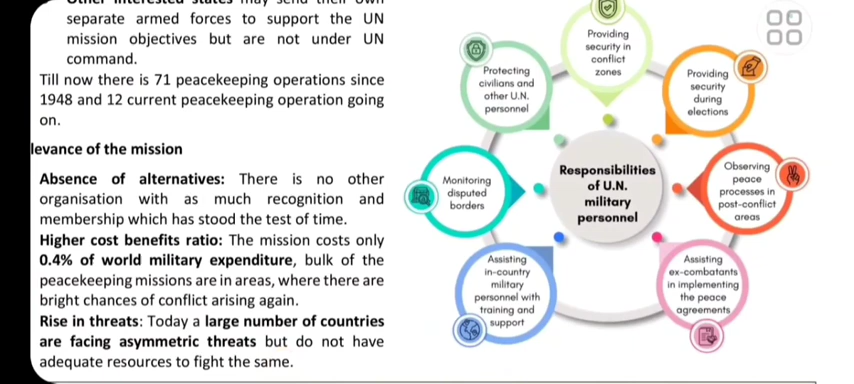 Other interested states may send their own
separate armed forces to support the UN
mission objectives but are not under UN
command.
Till now there is 71 peacekeeping operations since
1948 and 12 current peacekeeping operation going
on.
levance of the mission
Absence of alternatives: There is no other
organisation with as much recognition and
membership which has stood the test of time.
Higher cost benefits ratio: The mission costs only
0.4% of world military expenditure, bulk of the
peacekeeping missions are in areas, where there are
bright chances of conflict arising again.
Rise in threats: Today a large number of countries
are facing asymmetric threats but do not have
adequate resources to fight the same.
Providing
security in
conflict
zones
Protecting
civilians and
other U.N.
personnel
Providing
security
during
elections
Monitoring
disputed
borders
Responsibilities
of U.N.
military
personnel
Observing
peace
processes in
post-conflict
areas
Assisting
in-country
military
personnel with
training and
support
Assisting
ex-combatants
in implementing
the peace
agreements